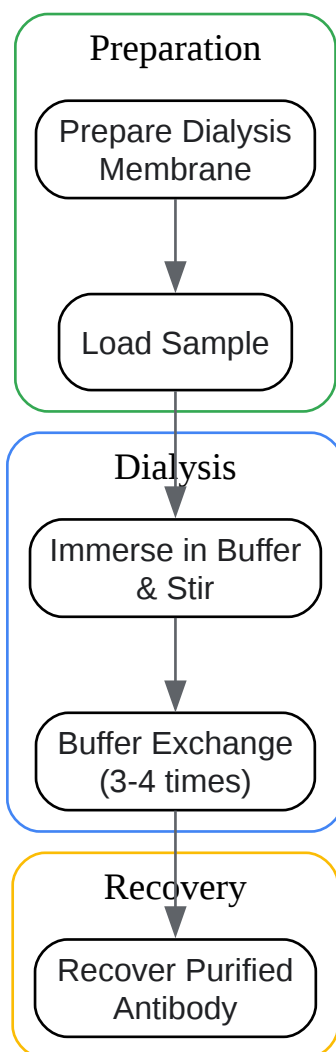 Preparation
Prepare Dialysis
Membrane
Load Sample
Dialysis
Immerse in Buffer
& Stir
Buffer Exchange
(3-4 times)
Recovery
Recover Purified
Antibody